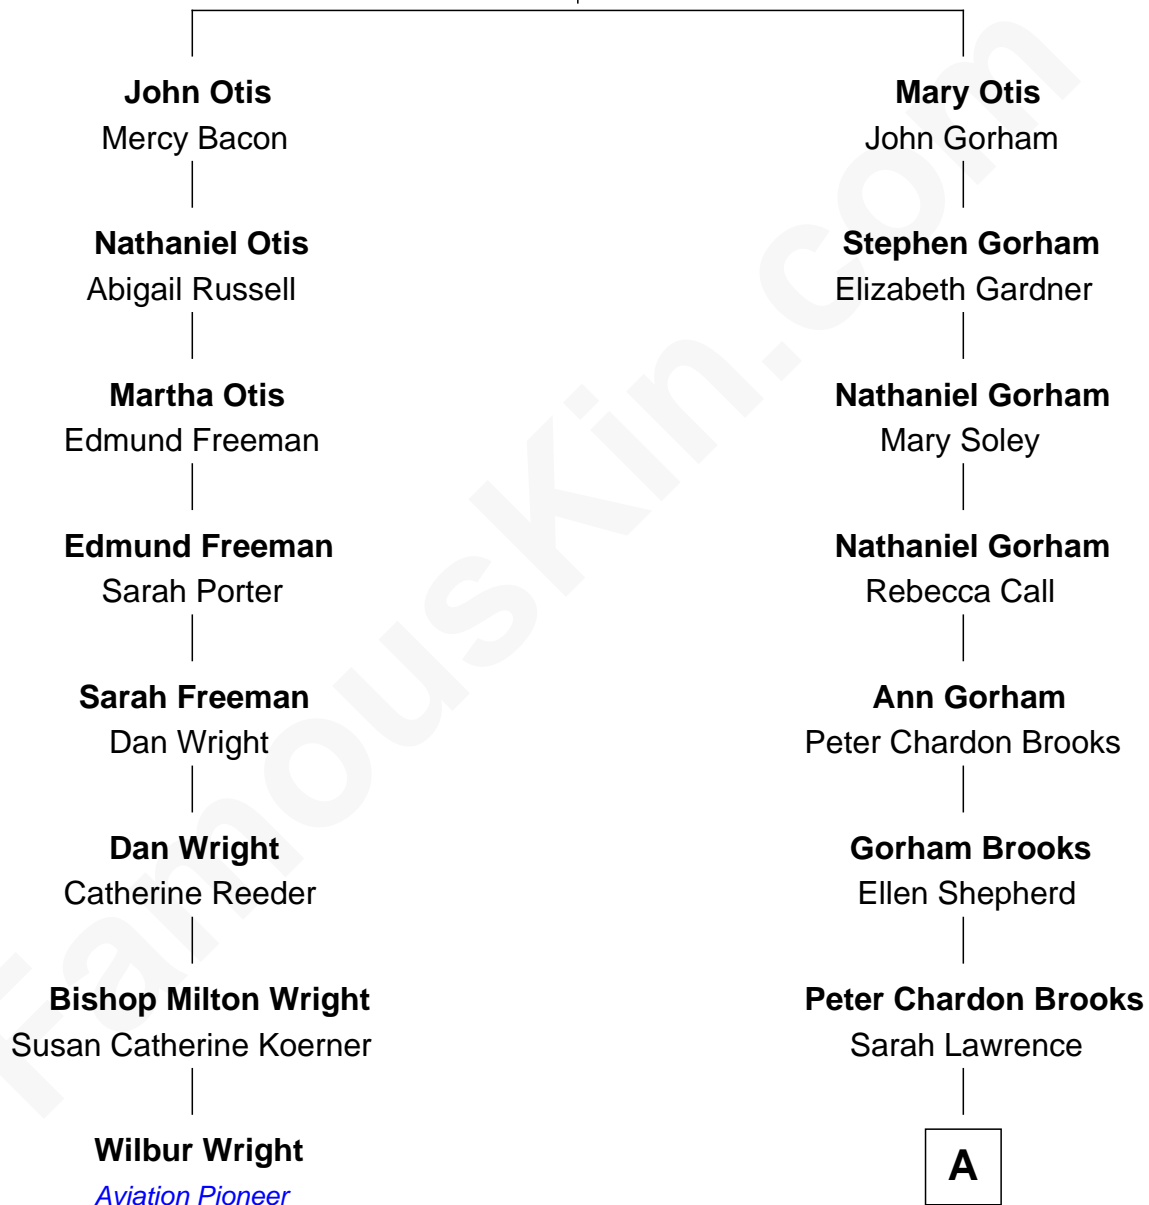 John Otis
Mercy Bacon
Nathaniel Otis
Abigail Russell
Martha Otis
Edmund Freeman
Edmund Freeman
Sarah Porter
Sarah Freeman
Dan Wright
Dan Wright
Catherine Reeder
Bishop Milton Wright
Susan Catherine Koerner
Wilbur Wright
Aviation Pioneer
Mary Otis
John Gorham
Stephen Gorham
Elizabeth Gardner
Nathaniel Gorham
Mary Soley
Nathaniel Gorham
Rebecca Call
Ann Gorham
Peter Chardon Brooks
Gorham Brooks
Ellen Shepherd
Peter Chardon Brooks
Sarah Lawrence
A
FamousKin.com